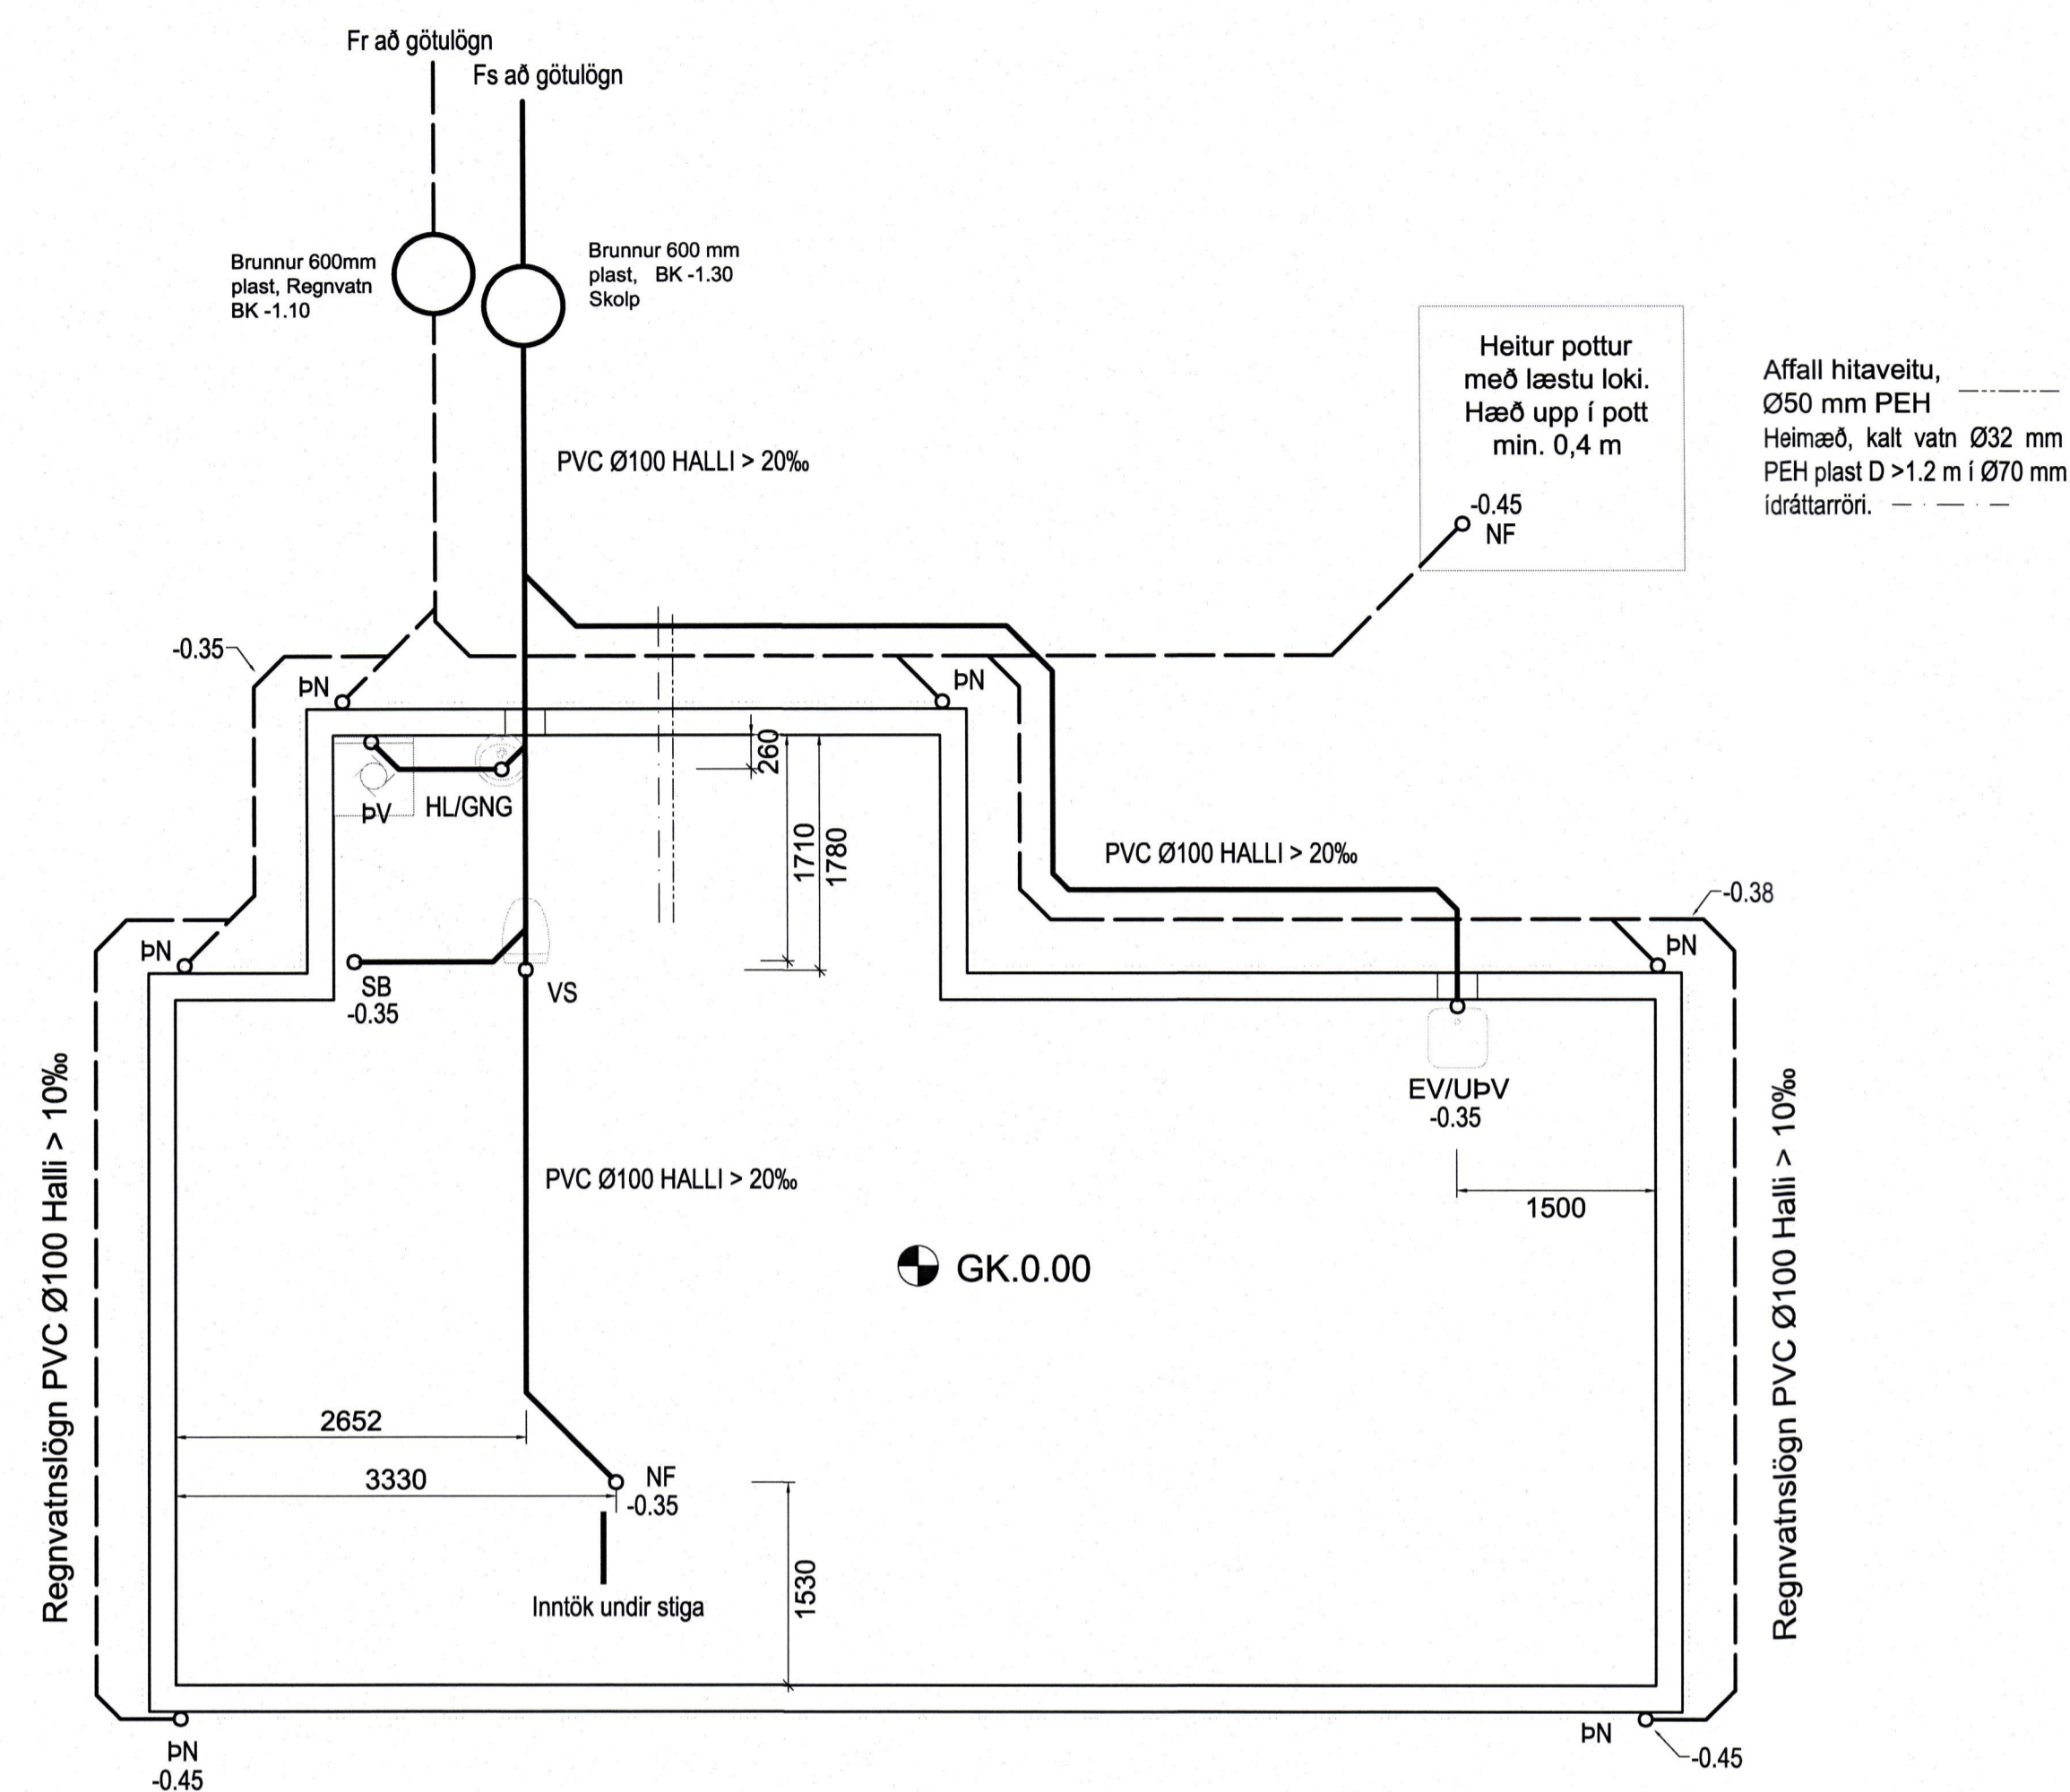 Fr að götulögn
Fs að götulögn
Brunnur 600mm
plast, Regnvatn
BK -1.10
Brunnur 600 mm
plast, BK -1.30
Skolp
Heitur pottur
með læstu loki.
Hæð upp í pott
min. 0,4 m
-0.45
NF
Affall hitaveitu,
Ø50 mm PEH
Heimæð, kalt vatn Ø32 mm
PEH plast D >1.2 m í Ø70 mm
ídráttarröri.
PVC Ø100 HALLI > 20‰
-0.35
ÞN
ÞN
260
ÞV
HL/GNG
1710
1780
PVC Ø100 HALLI > 20‰
-0.38
ÞN
ÞN
SB
-0.35
VS
EV/UÞV
-0.35
Regnvatnslögn PVC Ø100 Halli > 10‰
Regnvatnslögn PVC Ø100 Halli > 10‰
PVC Ø100 HALLI > 20‰
1500
GK.0.00
2652
3330
NF
-0.35
1530
Inntök undir stiga
ÞN
-0.45
ÞN
-0.45